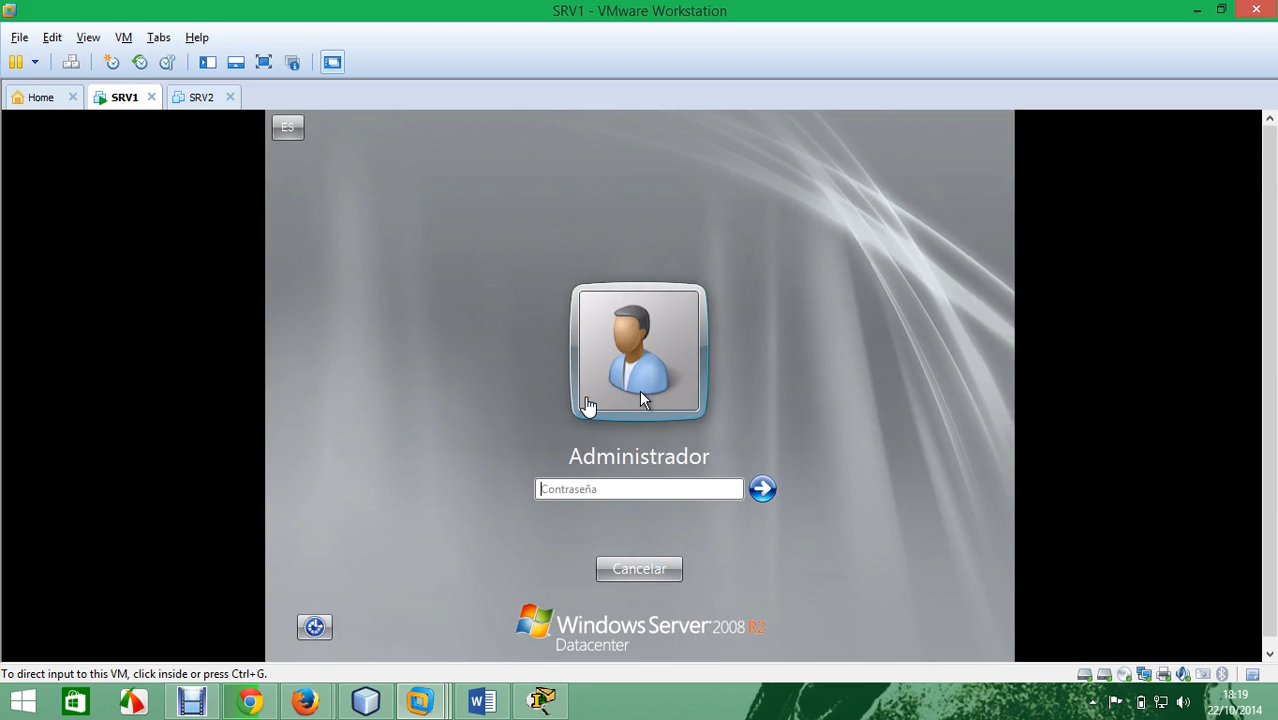 SRV1 - VMware Workstation
File Edit View VM Tabs Help
Home SRV1 SRV2
ES
Administrador
Contraseña
Cancelar
Windows Server 2008 R2
Datacenter
To direct input to this VM, click inside or press Ctrl+G.
18:19
22/10/2014